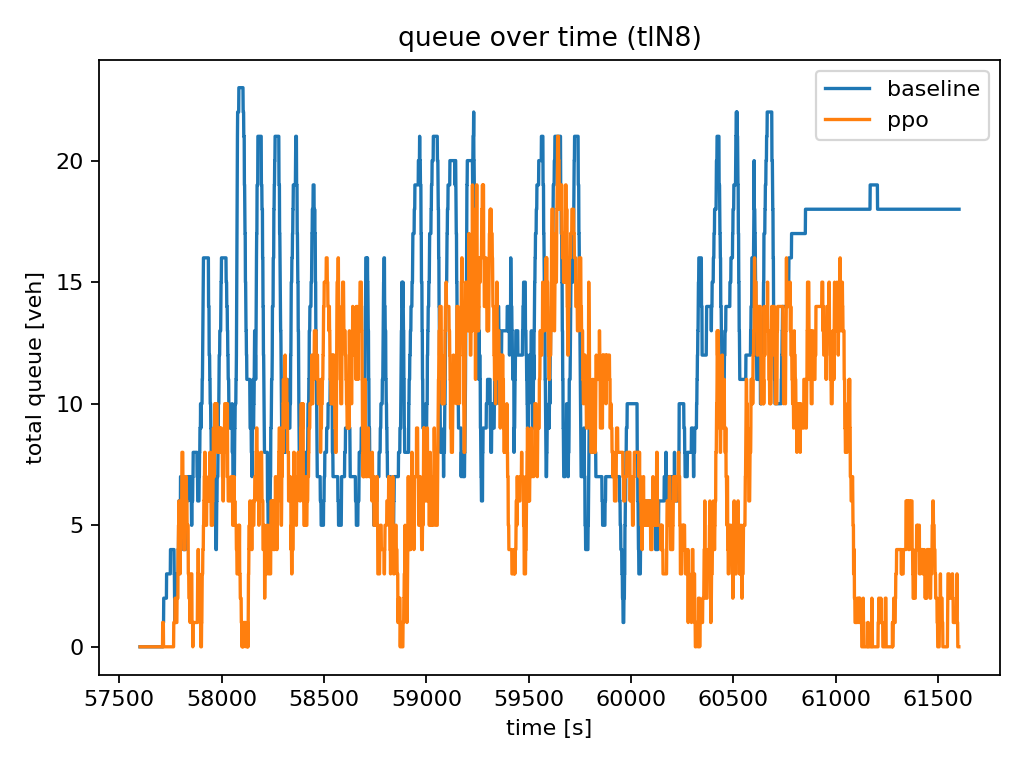 queue over time (tlN8)
baseline
ppo
total queue [veh]
20
15
10
5
0
57500 58000 58500 59000 59500 60000 60500 61000 61500
time [s]